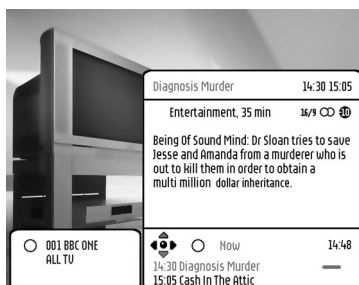 Diagnosis Murder 14:30 15:05
Entertainment, 35 min 16/9 -10
Being Of Sound Mind: Dr Sloan tries to save
Jesse and Amanda from a murderer who is
out to kill them in order to obtain a
multi million dollar inheritance.
001 BBC ONE
ALL TV
Now 14:48
14:30 Diagnosis Murder
15:05 Cash In The Attic